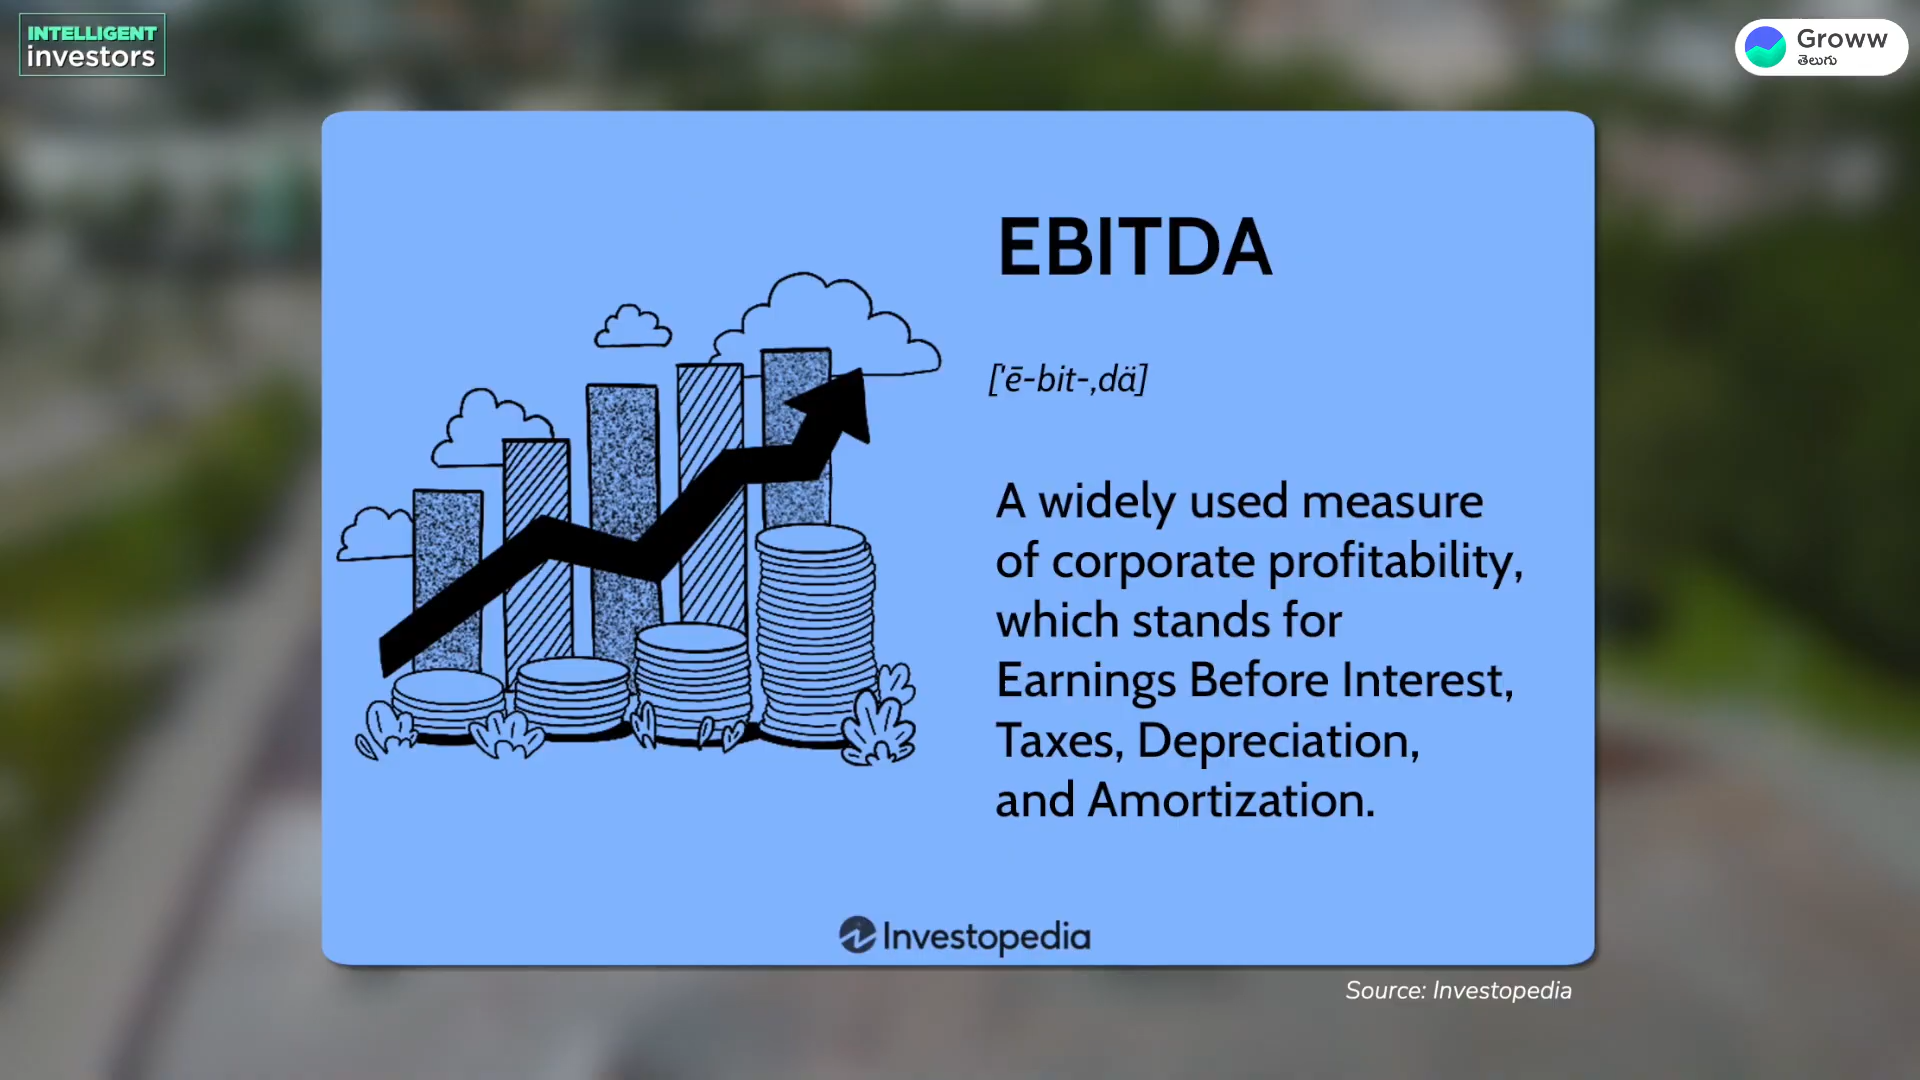 INTELLIGENT
investors
Groww
తెలుగు
EBITDA
['ē-bit-,dä]
A widely used measure
of corporate profitability,
which stands for
Earnings Before Interest,
Taxes, Depreciation,
and Amortization.
Investopedia
Source: Investopedia